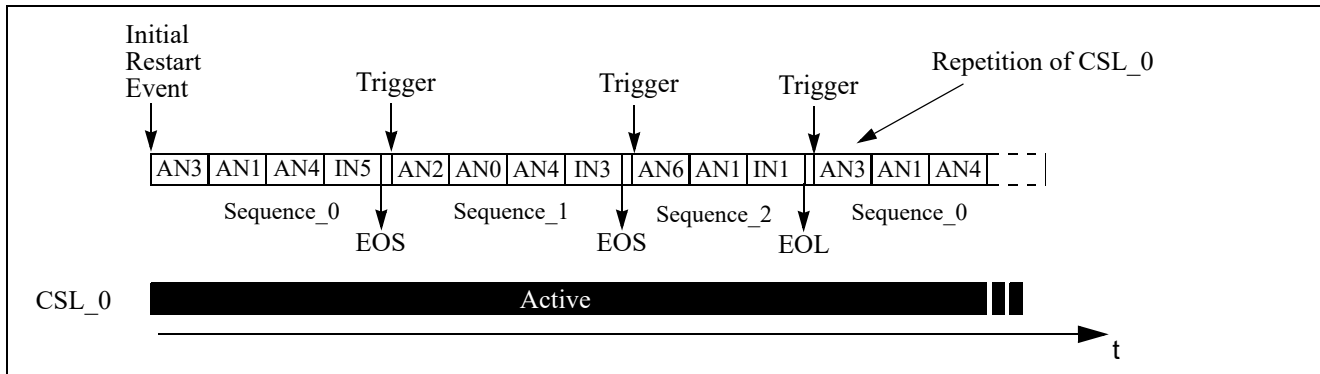 Initial
Restart
Event
Trigger
Trigger
Trigger
Repetition of CSL_0
AN3 AN1 AN4 IN5 AN2 AN0 AN4 IN3 AN6 AN1 IN1 AN3 AN1 AN4
Sequence_0 Sequence_1 Sequence_2 Sequence_0
EOS EOS EOL
CSL_0 Active
t